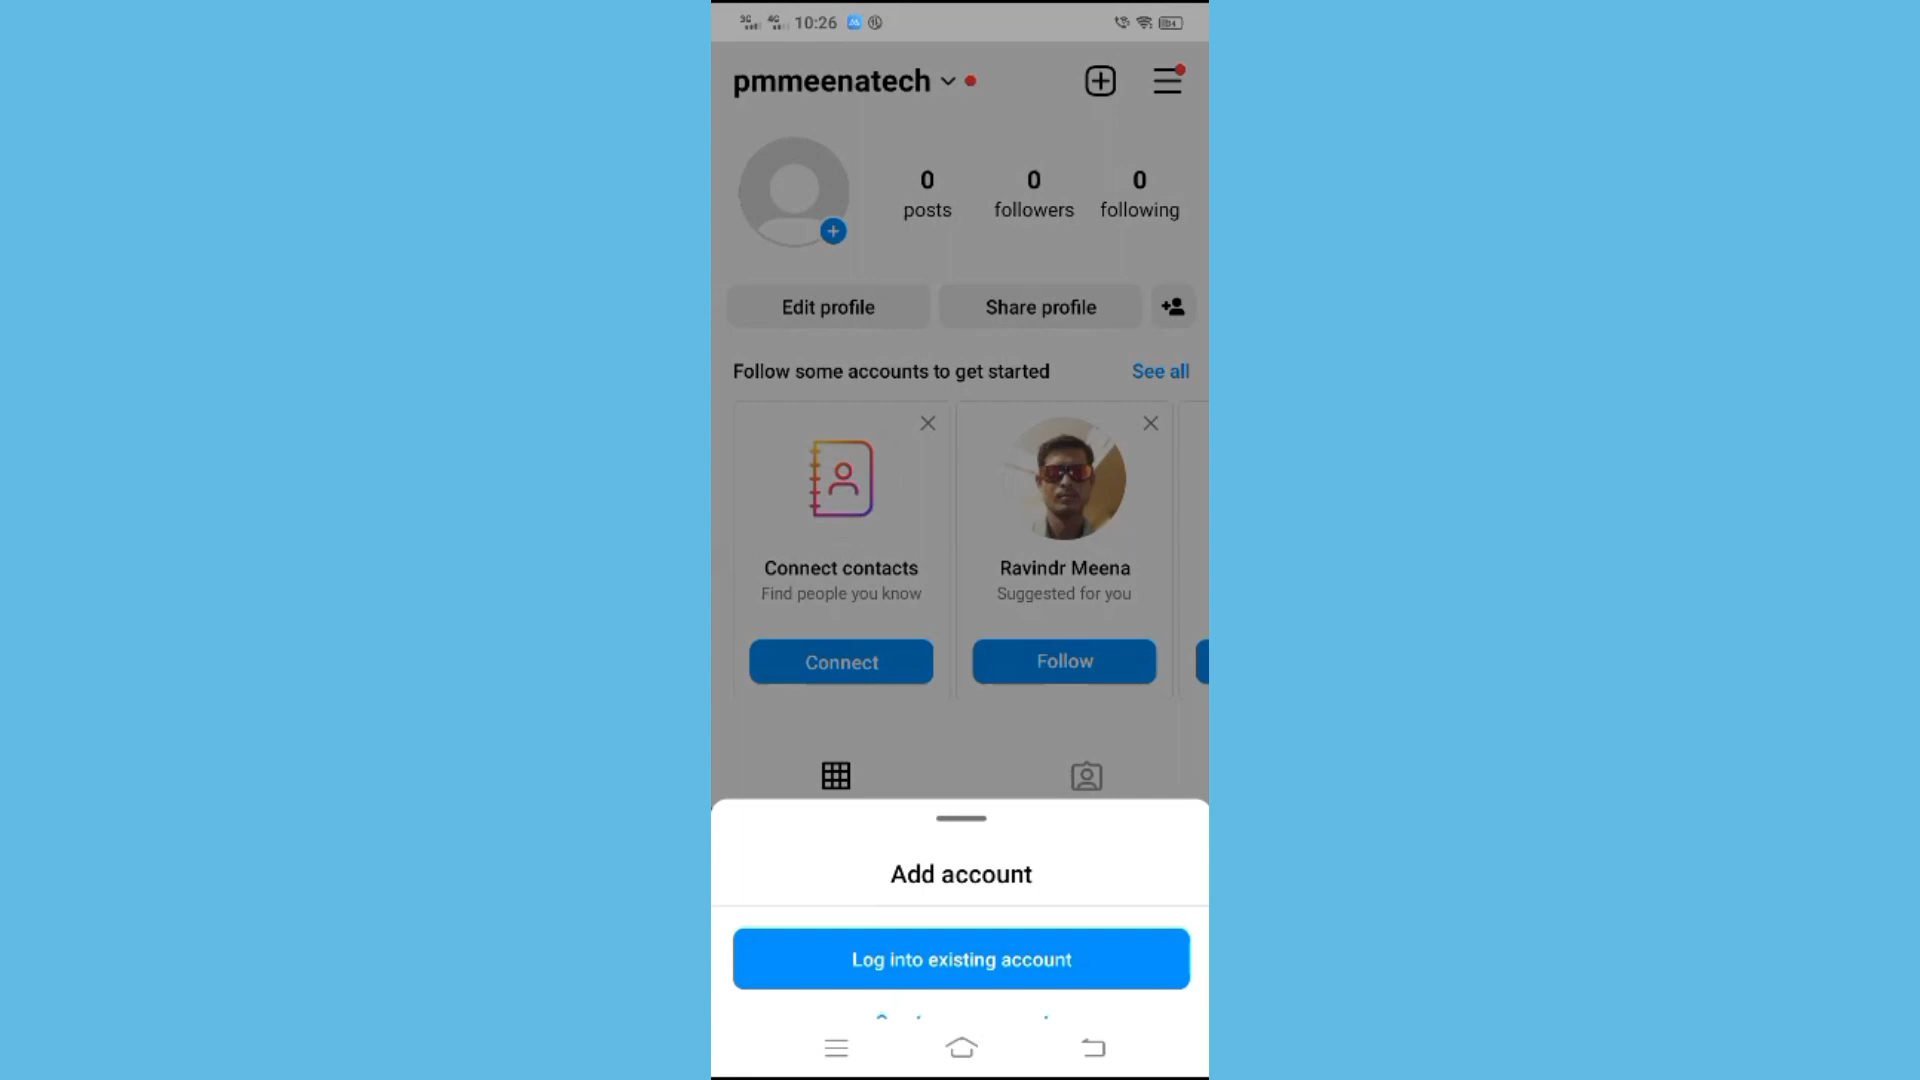 3G 4G 10:26
pmmeenatech
0 0 0
posts followers following
Edit profile Share profile
Follow some accounts to get started See all
Connect contacts Ravindr Meena
Find people you know Suggested for you
Connect Follow
Add account
Log into existing account